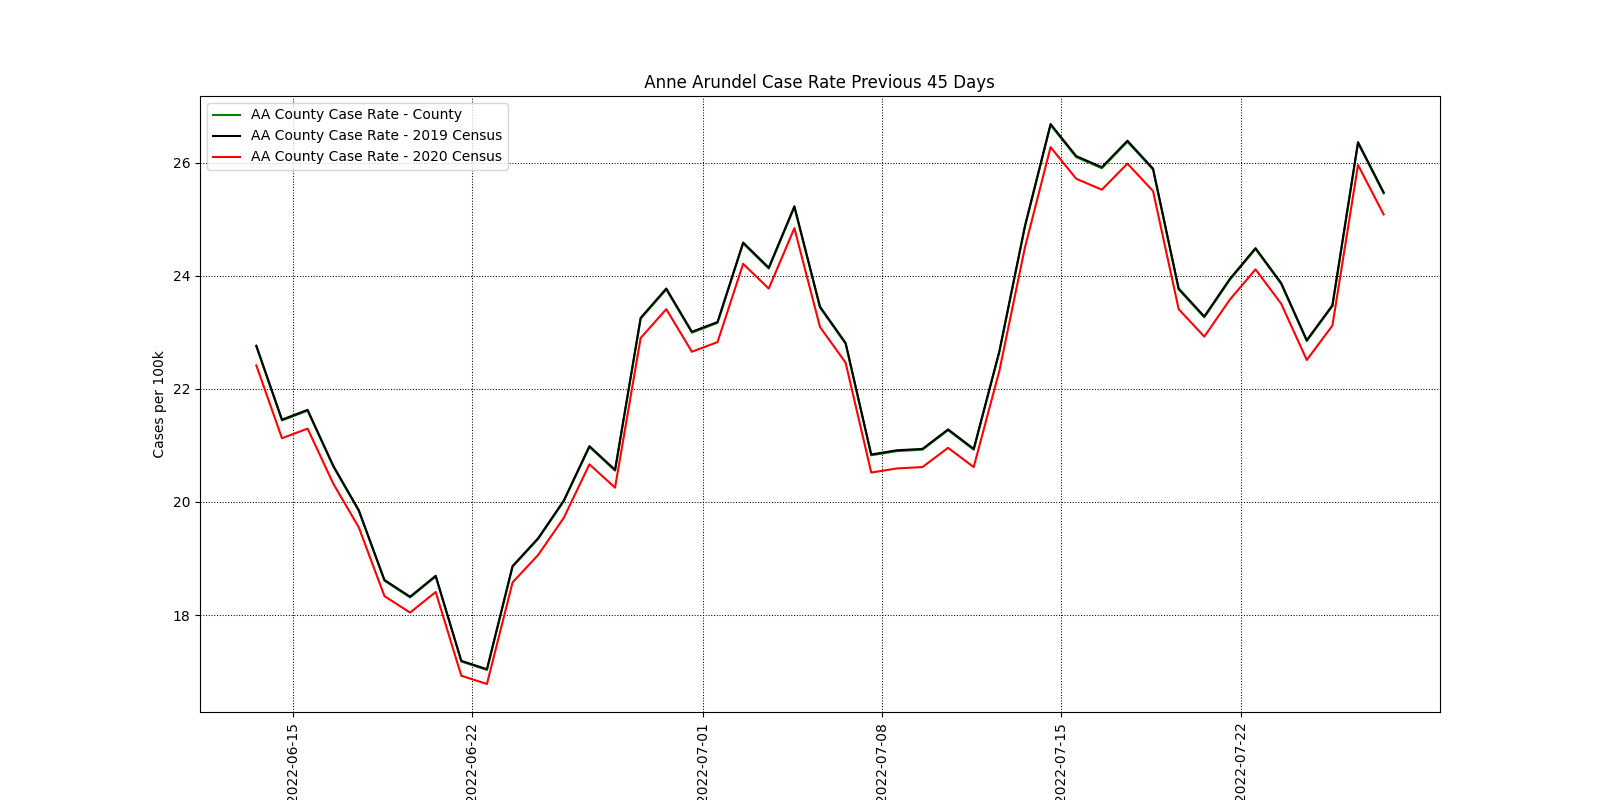 Anne Arundel Case Rate Previous 45 Days
AA County Case Rate - County
AA County Case Rate - 2019 Census
AA County Case Rate - 2020 Census
Cases per 100k
26
24
22
20
18
2022-06-15
2022-06-22
2022-07-01
2022-07-08
2022-07-15
2022-07-22